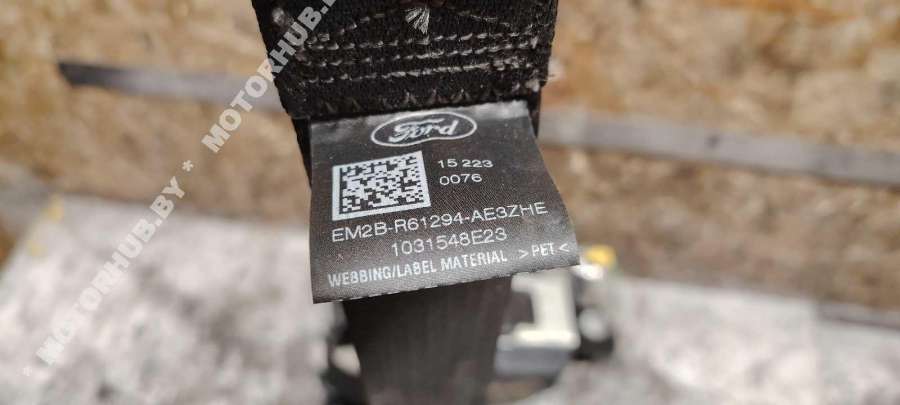 Ford
15 223
0076
EM2B-R61294-AE3ZHE
1031548E23
WEBBING/LABEL MATERIAL >PET<
* MOTORHUB.BY * MOTORHUB.BY